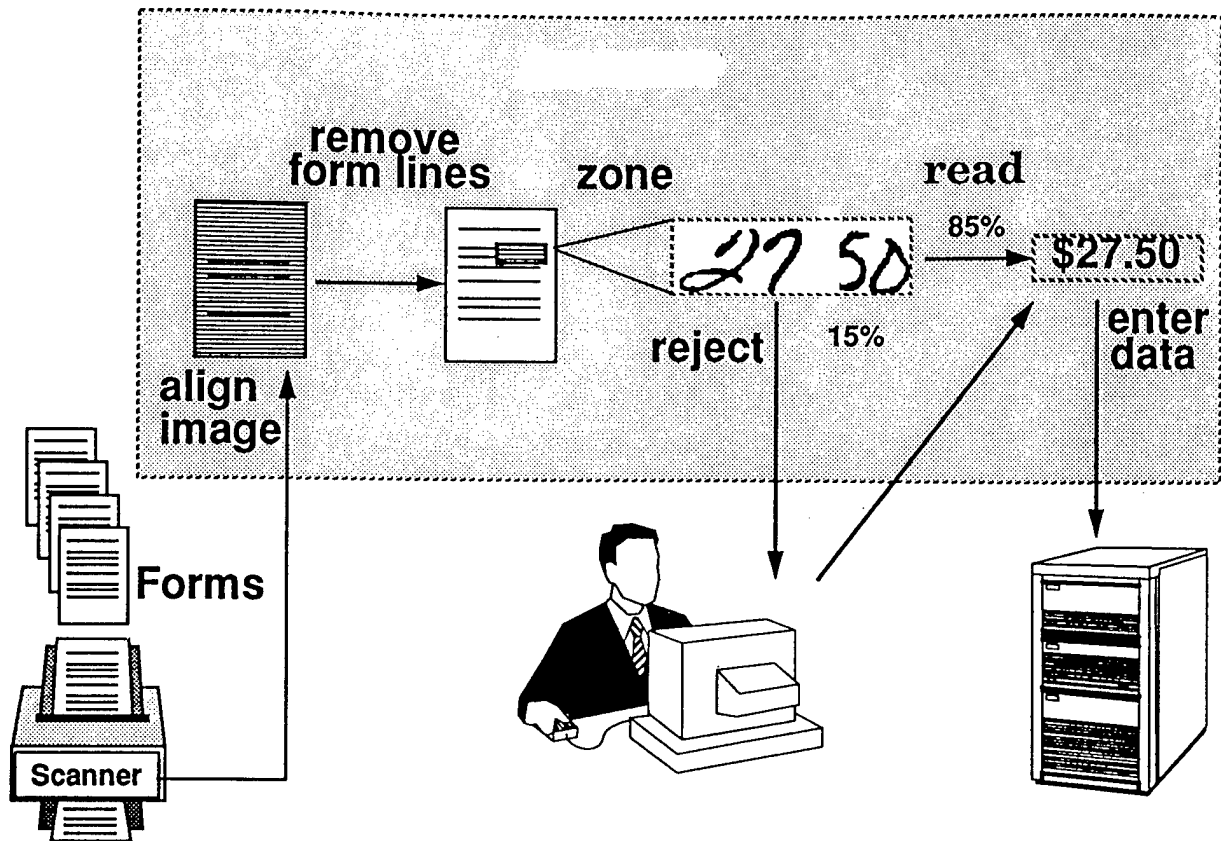 remove
form lines
zone
read
85%
27 50
$27.50
reject
15%
enter
data
align
image
Forms
Scanner